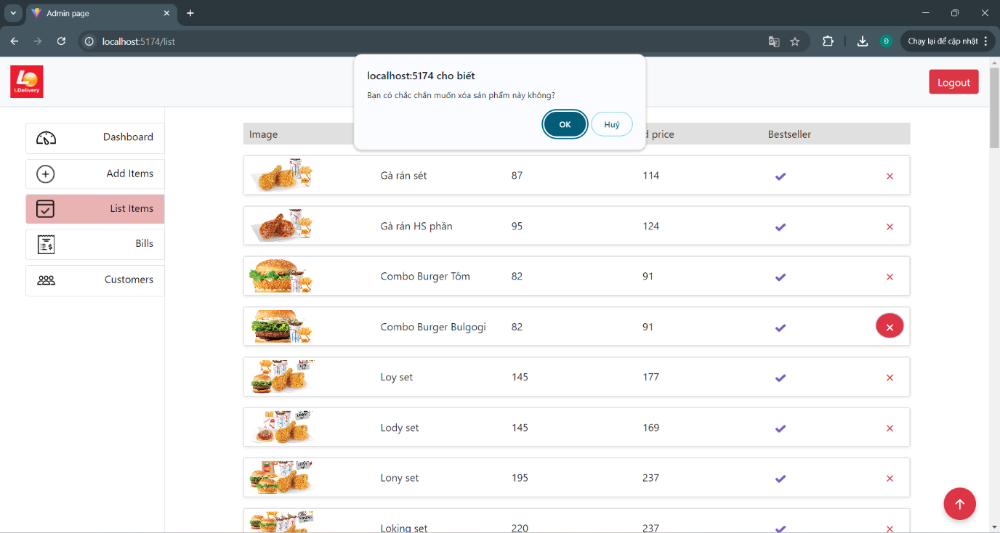 Admin page
localhost:5174/list
Chạy lại để cập nhật
Đ
localhost:5174 cho biết
Bạn có chắc chắn muốn xóa sản phẩm này không?
OK
Huỷ
L.Delivery
Logout
Dashboard
Add Items
List Items
Bills
Customers
Image
price
Bestseller
Gà rán sét 87 114
Gà rán HS phần 95 124
Combo Burger Tôm 82 91
Combo Burger Bulgogi 82 91
Loy set 145 177
Lody set 145 169
Lony set 195 237
Loking set 220 237